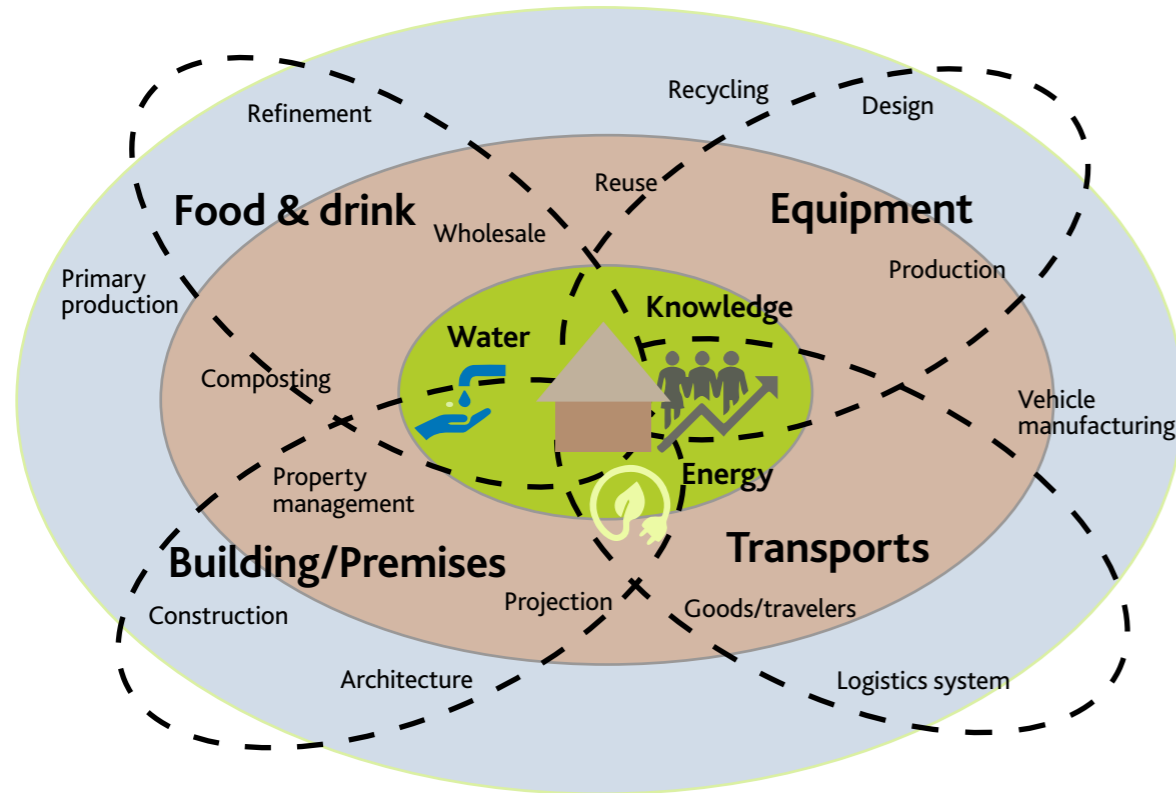 Recycling
Design
Refinement
Reuse
Food & drink
Equipment
Wholesale
Primary
production
Production
Knowledge
Water
Composting
Vehicle
manufacturing
Property
management
Energy
Building/Premises
Transports
Construction
Projection
Goods/travelers
Architecture
Logistics system